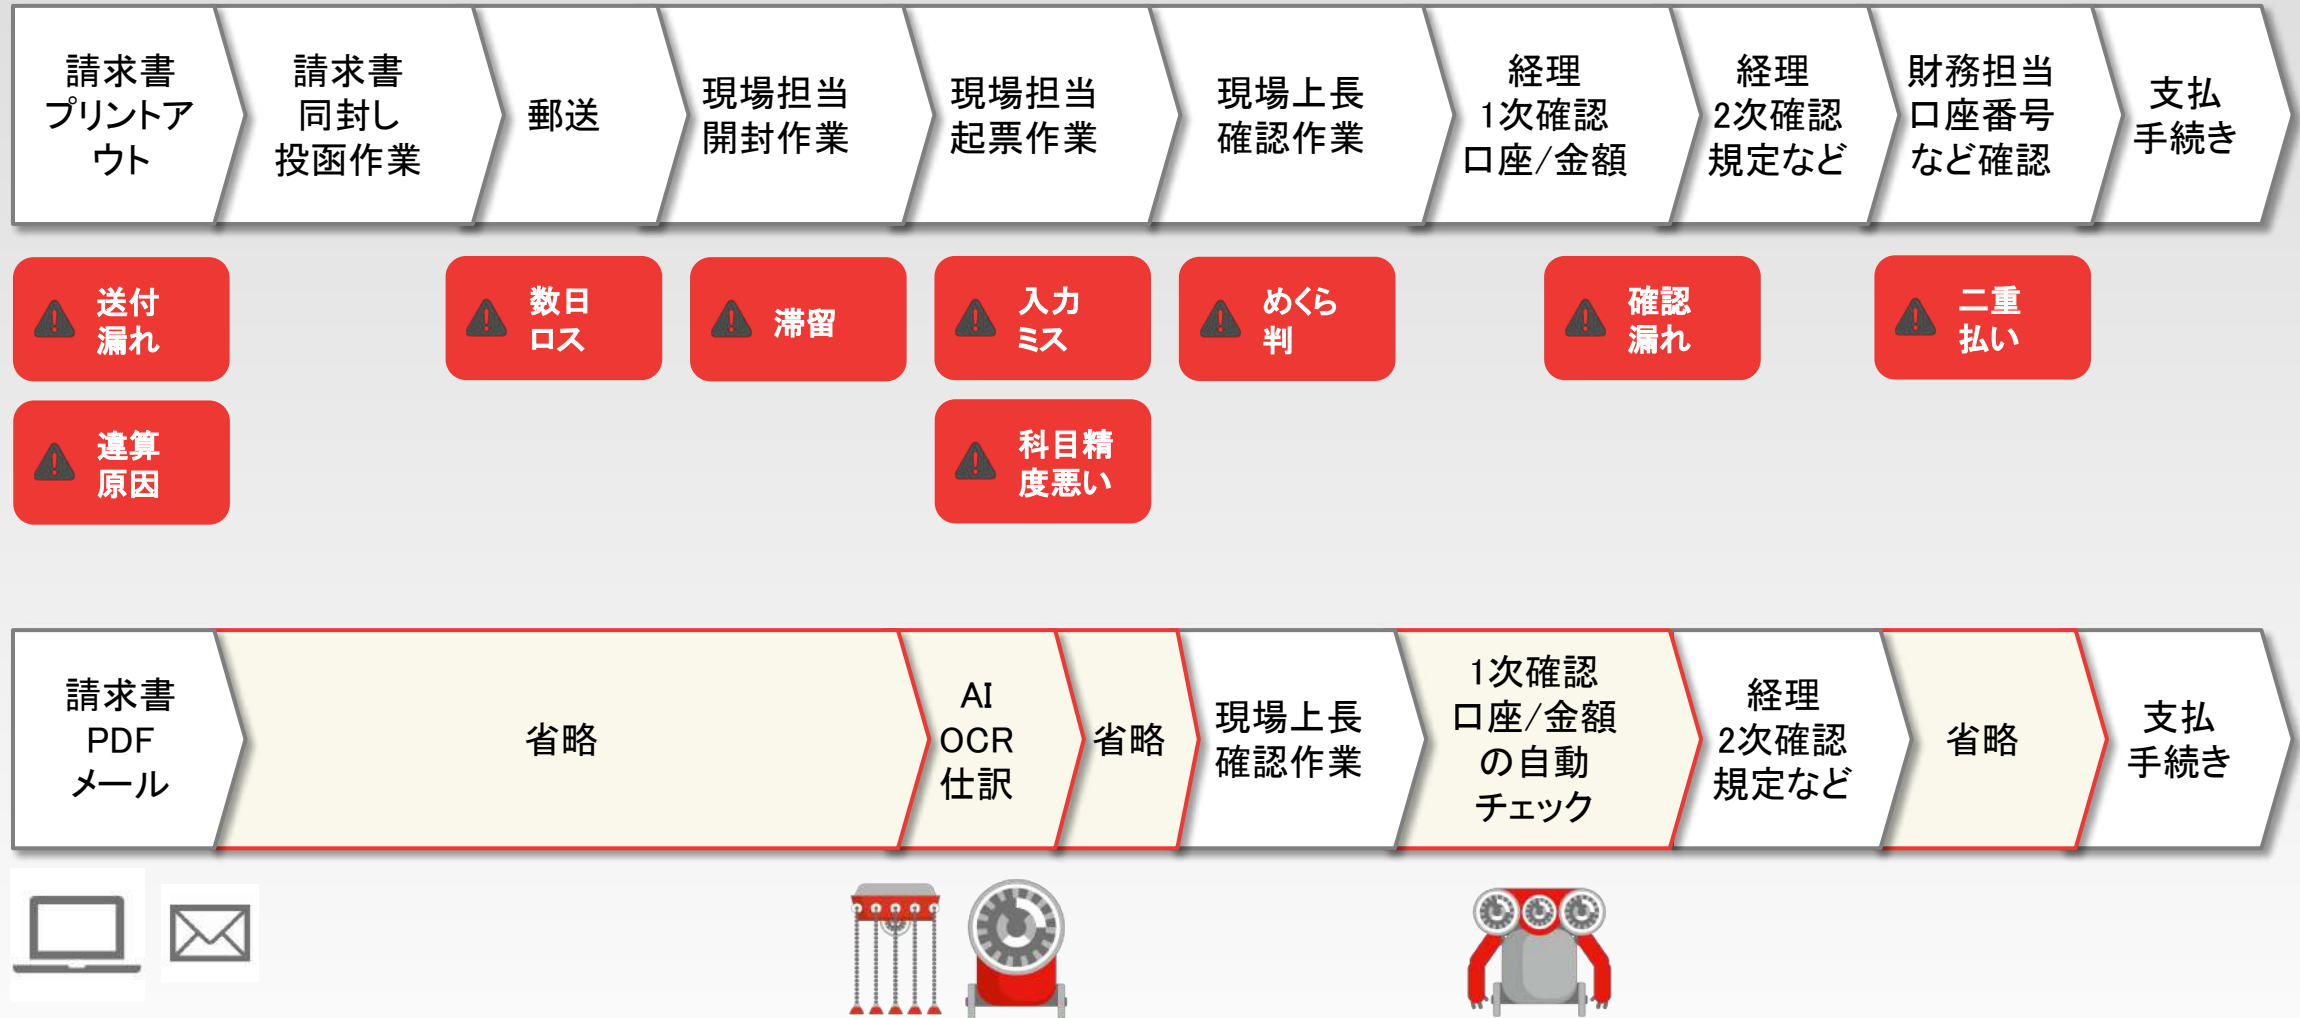 請求書
プリントア
ウト
請求書
同封し
投函作業
郵送
現場担当
開封作業
現場担当
起票作業
現場上長
確認作業
経理
1次確認
口座/金額
経理
2次確認
規定など
財務担当
口座番号
など確認
支払
手続き
送付
漏れ
数日
ロス
滞留
入力
ミス
めくら
判
確認
漏れ
二重
払い
違算
原因
科目精
度悪い
請求書
PDF
メール
省略
AI
OCR
仕訳
省略
現場上長
確認作業
1次確認
口座/金額
の自動
チェック
経理
2次確認
規定など
省略
支払
手続き